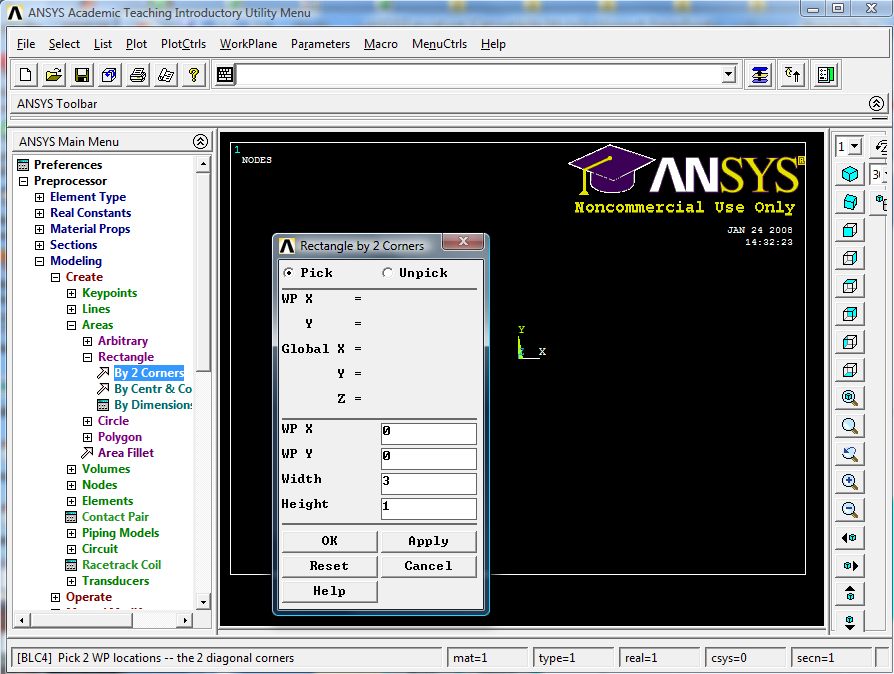 ANSYS Academic Teaching Introductory Utility Menu
File Select List Plot PlotCtrls WorkPlane Parameters Macro MenuCtrls Help
ANSYS Toolbar
ANSYS Main Menu
Preferences
Preprocessor
Element Type
Real Constants
Material Props
Sections
Modeling
Create
Keypoints
Lines
Areas
Arbitrary
Rectangle
By 2 Corners
By Centr & Co
By Dimensions
Circle
Polygon
Area Fillet
Volumes
Nodes
Elements
Contact Pair
Piping Models
Circuit
Racetrack Coil
Transducers
Operate
1
NODES
ANSYS
Noncommercial Use Only
JAN 24 2008
14:32:23
Y
X
Rectangle by 2 Corners
Pick Unpick
WP X =
Y =
Global X =
Y =
Z =
WP X 0
WP Y 0
Width 3
Height 1
OK Apply
Reset Cancel
Help
1
[BLC4] Pick 2 WP locations -- the 2 diagonal corners
mat=1 type=1 real=1 csys=0 secn=1